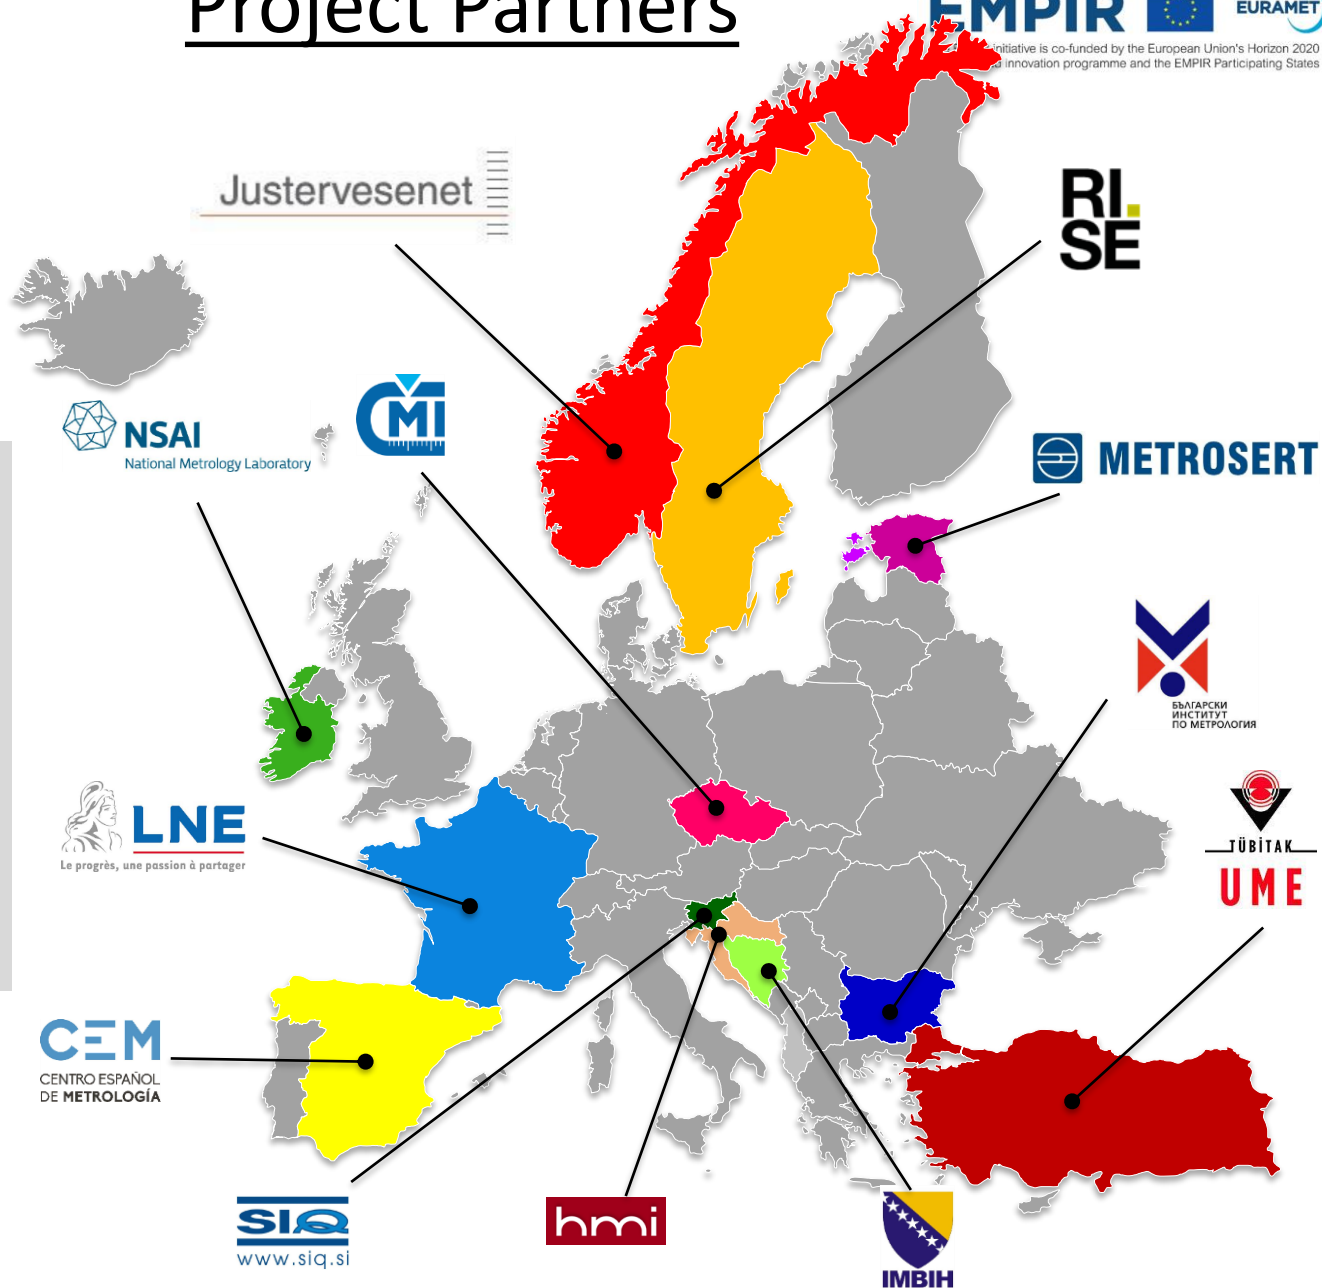 Project Partners
EMPIR
EURAMET
initiative is co-funded by the European Union's Horizon 2020
innovation programme and the EMPIR Participating States
Justervesenet
RI.
SE
NSAI
National Metrology Laboratory
CMI
METROSERT
БЪЛГАРСКИ
ИНСТИТУТ
ПО МЕТРОЛОГИЯ
LNE
Le progrès, une passion à partager
TÜBİTAK
UME
CEM
CENTRO ESPAÑOL
DE METROLOGÍA
SIQ
www.siq.si
hmi
IMBIH